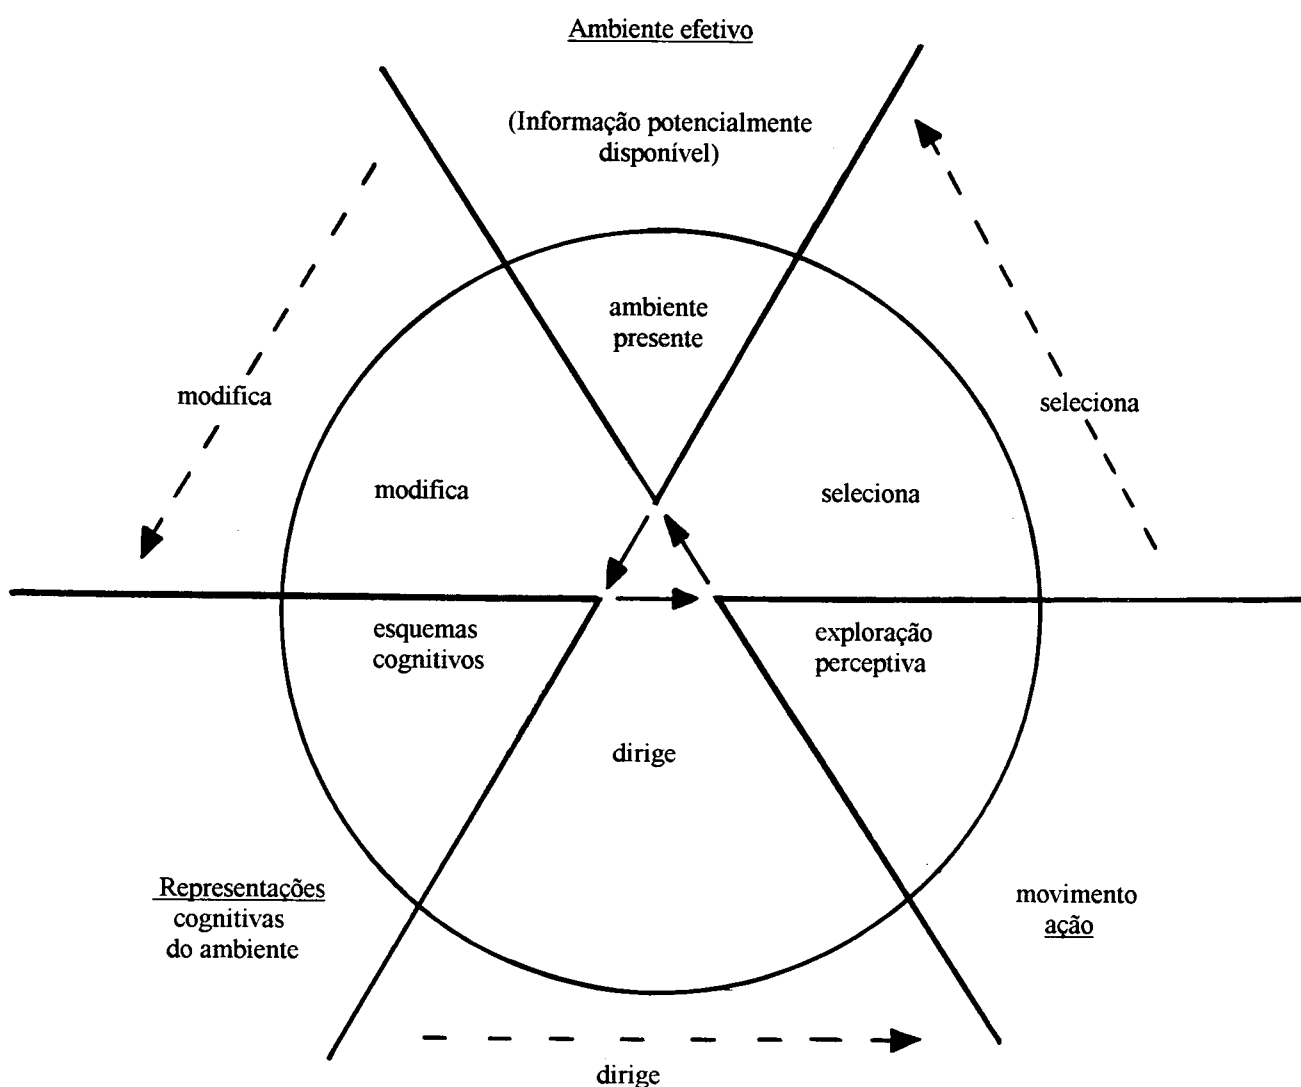 Ambiente efetivo
(Informação potencialmente
disponível)
ambiente
presente
modifica
seleciona
modifica
seleciona
esquemas
cognitivos
exploração
perceptiva
dirige
Representações
cognitivas
do ambiente
movimento
ação
dirige